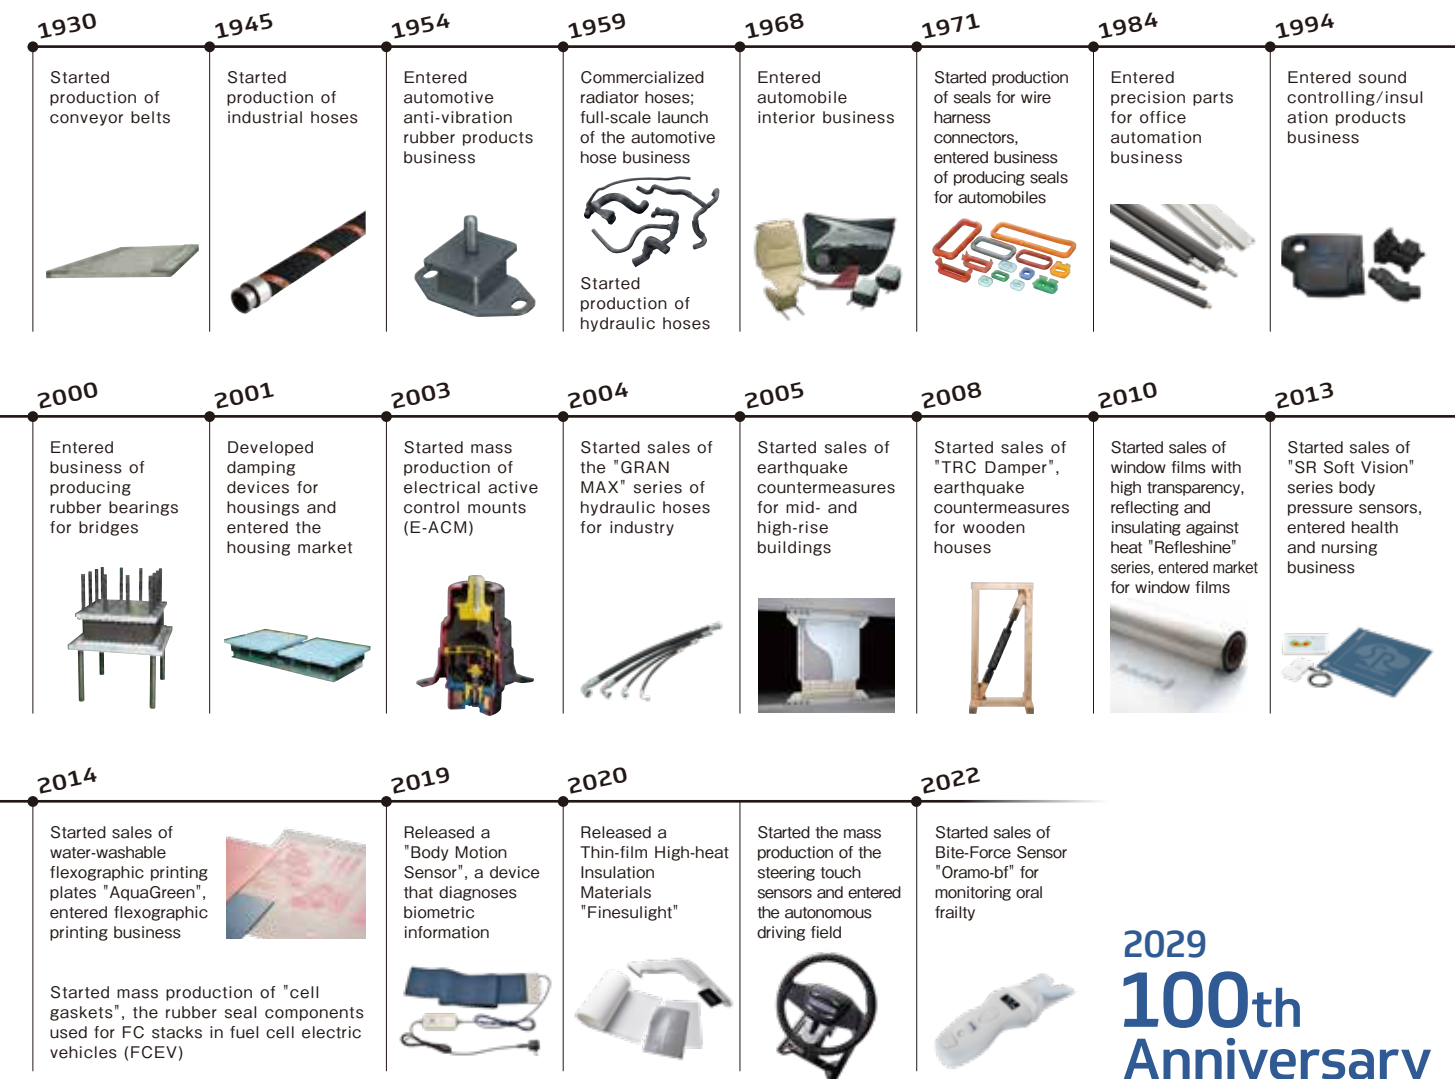 1930
Started
production of
conveyor belts
1945
Started
production of
industrial hoses
1954
Entered
automotive
anti-vibration
rubber products
business
1959
Commercialized
radiator hoses;
full-scale launch
of the automotive
hose business
Started
production of
hydraulic hoses
1968
Entered
automobile
interior business
1971
Started production
of seals for wire
harness
connectors,
entered business
of producing seals
for automobiles
1984
Entered
precision parts
for office
automation
business
1994
Entered sound
controlling/insul
ation products
business
2000
Entered
business of
producing
rubber bearings
for bridges
2001
Developed
damping
devices for
housings and
entered the
housing market
2003
Started mass
production of
electrical active
control mounts
(E-ACM)
2004
Started sales of
the "GRAN
MAX" series of
hydraulic hoses
for industry
2005
Started sales of
earthquake
countermeasures
for mid- and
high-rise
buildings
2008
Started sales of
"TRC Damper",
earthquake
countermeasures
for wooden
houses
2010
Started sales of
window films with
high transparency,
reflecting and
insulating against
heat "Refleshine"
series, entered market
for window films
2013
Started sales of
"SR Soft Vision"
series body
pressure sensors,
entered health
and nursing
business
SR
2014
Started sales of
water-washable
flexographic printing
plates "AquaGreen",
entered flexographic
printing business
Started mass production of "cell
gaskets", the rubber seal components
used for FC stacks in fuel cell electric
vehicles (FCEV)
2019
Released a
"Body Motion
Sensor", a device
that diagnoses
biometric
information
2020
Released a
Thin-film High-heat
Insulation
Materials
"Finesulight"
Started the mass
production of the
steering touch
sensors and entered
the autonomous
driving field
2022
Started sales of
Bite-Force Sensor
"Oramo-bf" for
monitoring oral
frailty
2029
100th
Anniversary